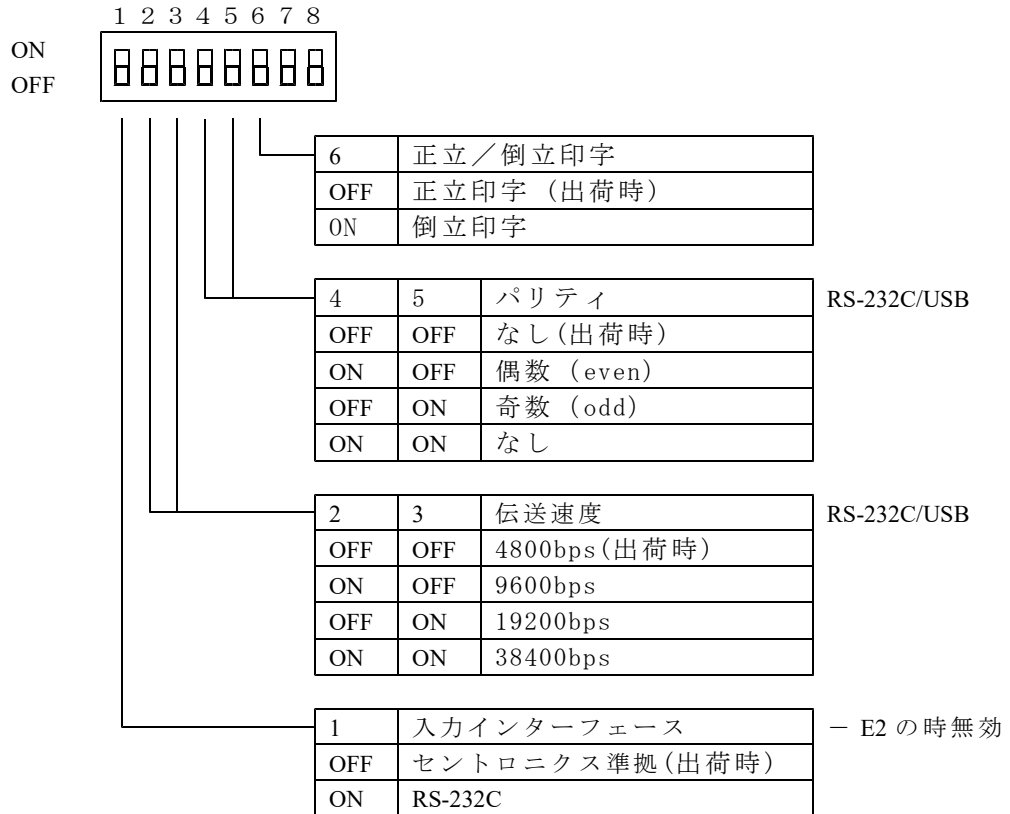 1 2 3 4 5 6 7 8
ON
OFF
6 正立／倒立印字
OFF 正立印字 (出荷時)
ON 倒立印字
4 5 パリティ RS-232C/USB
OFF OFF なし(出荷時)
ON OFF 偶数 (even)
OFF ON 奇数 (odd)
ON ON なし
2 3 伝送速度 RS-232C/USB
OFF OFF 4800bps(出荷時)
ON OFF 9600bps
OFF ON 19200bps
ON ON 38400bps
1 入力インターフェース － E2の時無効
OFF セントロニクス準拠(出荷時)
ON RS-232C